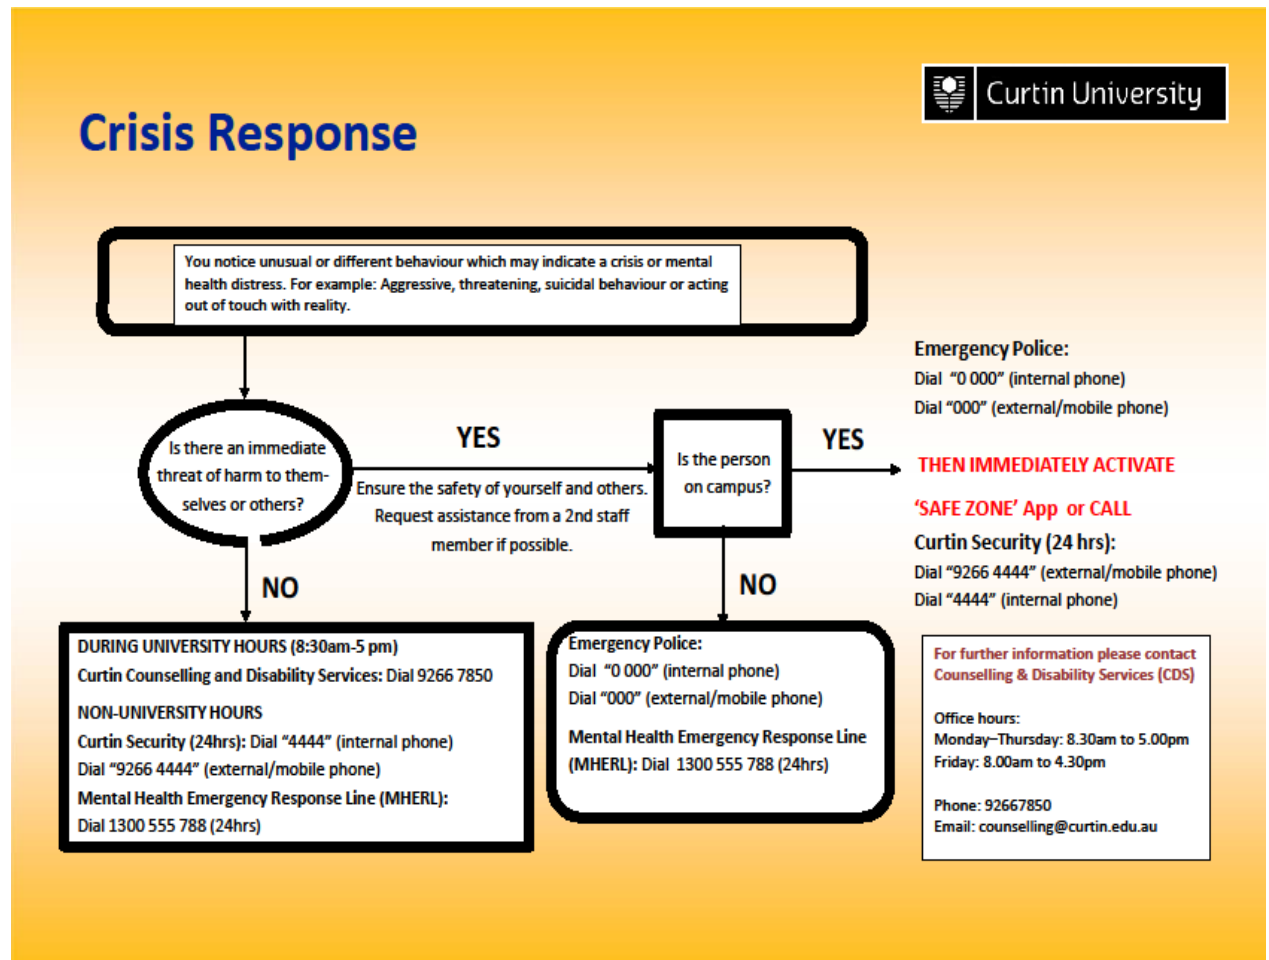 Curtin University
Crisis Response
You notice unusual or different behaviour which may indicate a crisis or mental
health distress. For example: Aggressive, threatening, suicidal behaviour or acting
out of touch with reality.
Is there an immediate
threat of harm to them-
selves or others?
YES
Ensure the safety of yourself and others.
Request assistance from a 2nd staff
member if possible.
Is the person
on campus?
YES
Emergency Police:
Dial "0 000" (internal phone)
Dial "000" (external/mobile phone)
THEN IMMEDIATELY ACTIVATE
'SAFE ZONE' App or CALL
Curtin Security (24 hrs):
Dial "9266 4444" (external/mobile phone)
Dial "4444" (internal phone)
NO
DURING UNIVERSITY HOURS (8:30am-5 pm)
Curtin Counselling and Disability Services: Dial 9266 7850
NON-UNIVERSITY HOURS
Curtin Security (24hrs): Dial "4444" (internal phone)
Dial "9266 4444" (external/mobile phone)
Mental Health Emergency Response Line (MHERL):
Dial 1300 555 788 (24hrs)
NO
Emergency Police:
Dial "0 000" (internal phone)
Dial "000" (external/mobile phone)
Mental Health Emergency Response Line
(MHERL): Dial 1300 555 788 (24hrs)
For further information please contact
Counselling & Disability Services (CDS)
Office hours:
Monday–Thursday: 8.30am to 5.00pm
Friday: 8.00am to 4.30pm
Phone: 92667850
Email: counselling@curtin.edu.au